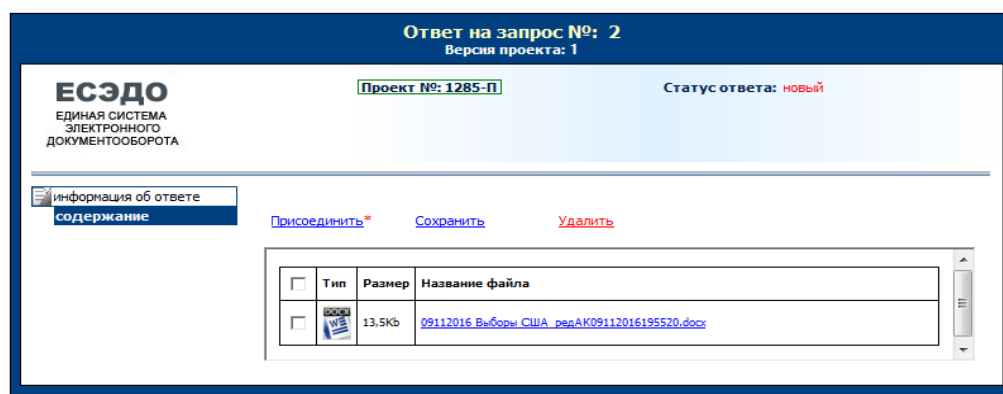 Ответ на запрос №: 2
Версия проекта: 1
ЕСЭДО
ЕДИНАЯ СИСТЕМА
ЭЛЕКТРОННОГО
ДОКУМЕНТООБОРОТА
Проект №: 1285-П
Статус ответа: новый
информация об ответе
содержание
Присоединить* Сохранить Удалить
Тип Размер Название файла
DOCX W 13,5Kb 09112016 Выборы США_редАК09112016195520.docx